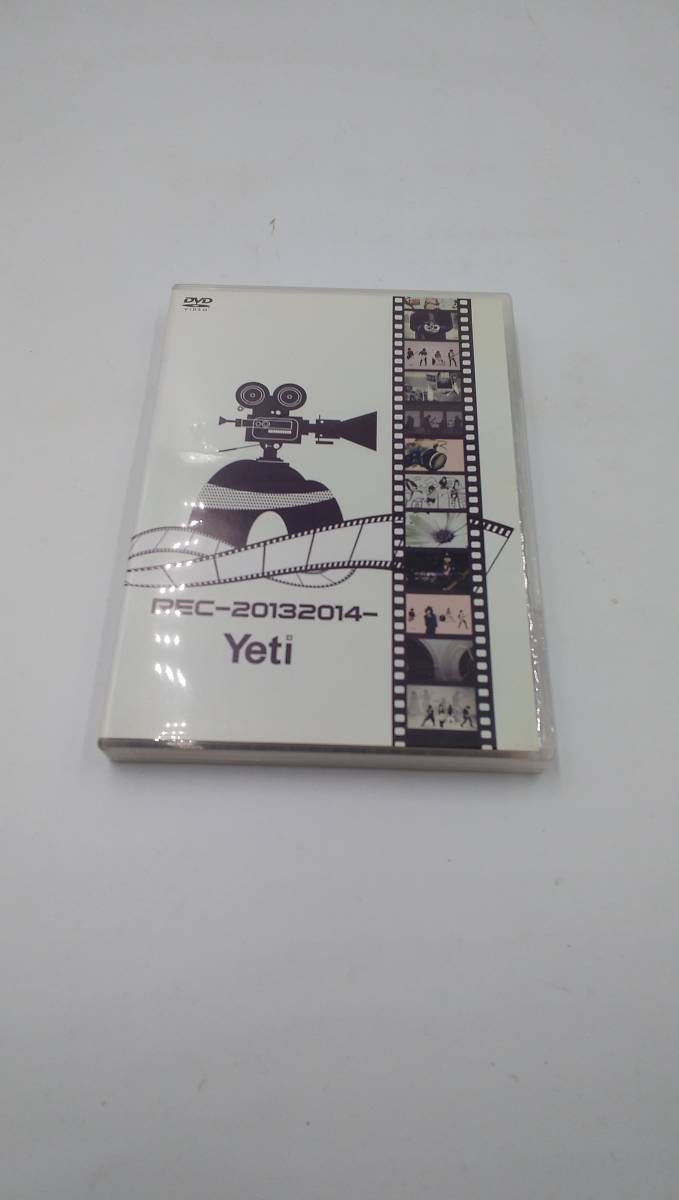 DVD
VIDEO
REC-20132014-
Yeti